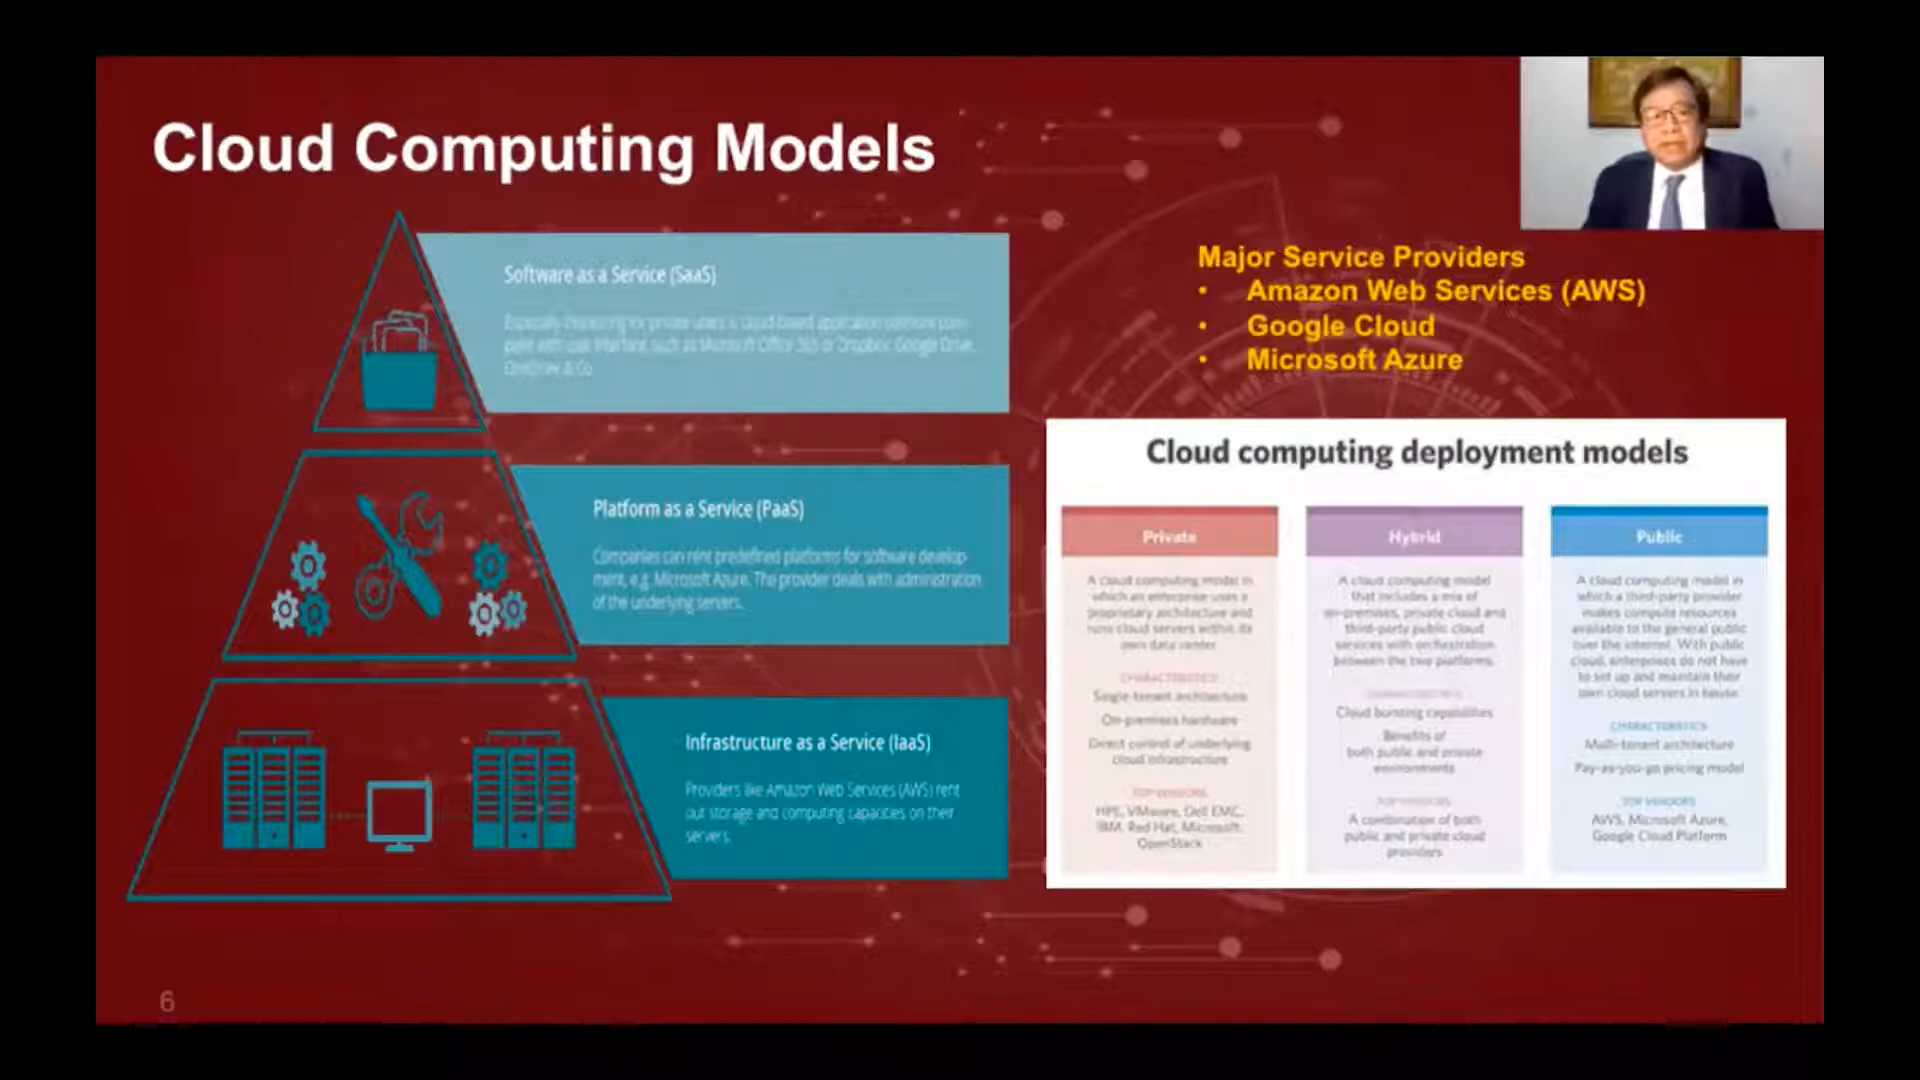 Cloud Computing Models
Software as a Service (SaaS)
Especially interesting for private users is cloud-based application software com-
plete with user interface, such as Microsoft Office 365 or Dropbox, Google Drive,
OneDrive & Co.
Platform as a Service (PaaS)
Companies can rent predefined platforms for software develop-
ment, e.g. Microsoft Azure. The provider deals with administration
of the underlying servers.
Infrastructure as a Service (IaaS)
Providers like Amazon Web Services (AWS) rent
out storage and computing capacities on their
servers.
Major Service Providers
• Amazon Web Services (AWS)
• Google Cloud
• Microsoft Azure
Cloud computing deployment models
Private
A cloud computing model in
which an enterprise uses a
proprietary architecture and
runs cloud servers within its
own data center
CHARACTERISTICS
Single-tenant architecture
On-premises hardware
Direct control of underlying
cloud infrastructure
TOP VENDORS
HPE, VMware, Dell EMC,
IBM, Red Hat, Microsoft,
OpenStack
Hybrid
A cloud computing model
that includes a mix of
on-premises, private cloud and
third-party public cloud
services with orchestration
between the two platforms.
CHARACTERISTICS
Cloud bursting capabilities
Benefits of
both public and private
environments
TOP VENDORS
A combination of both
public and private cloud
providers
Public
A cloud computing model in
which a third-party provider
makes compute resources
available to the general public
over the internet. With public
cloud, enterprises do not have
to set up and maintain their
own cloud servers in house.
CHARACTERISTICS
Multi-tenant architecture
Pay-as-you-go pricing model
TOP VENDORS
AWS, Microsoft Azure,
Google Cloud Platform
6